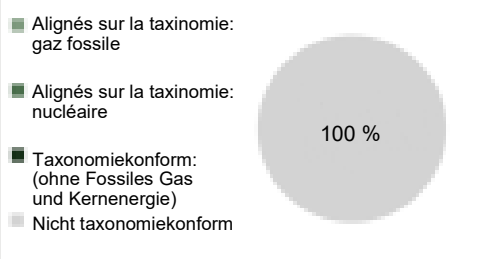 Alignés sur la taxinomie:
gaz fossile
Alignés sur la taxinomie:
nucléaire
Taxonomiekonform:
(ohne Fossiles Gas
und Kernenergie)
Nicht taxonomiekonform
100 %